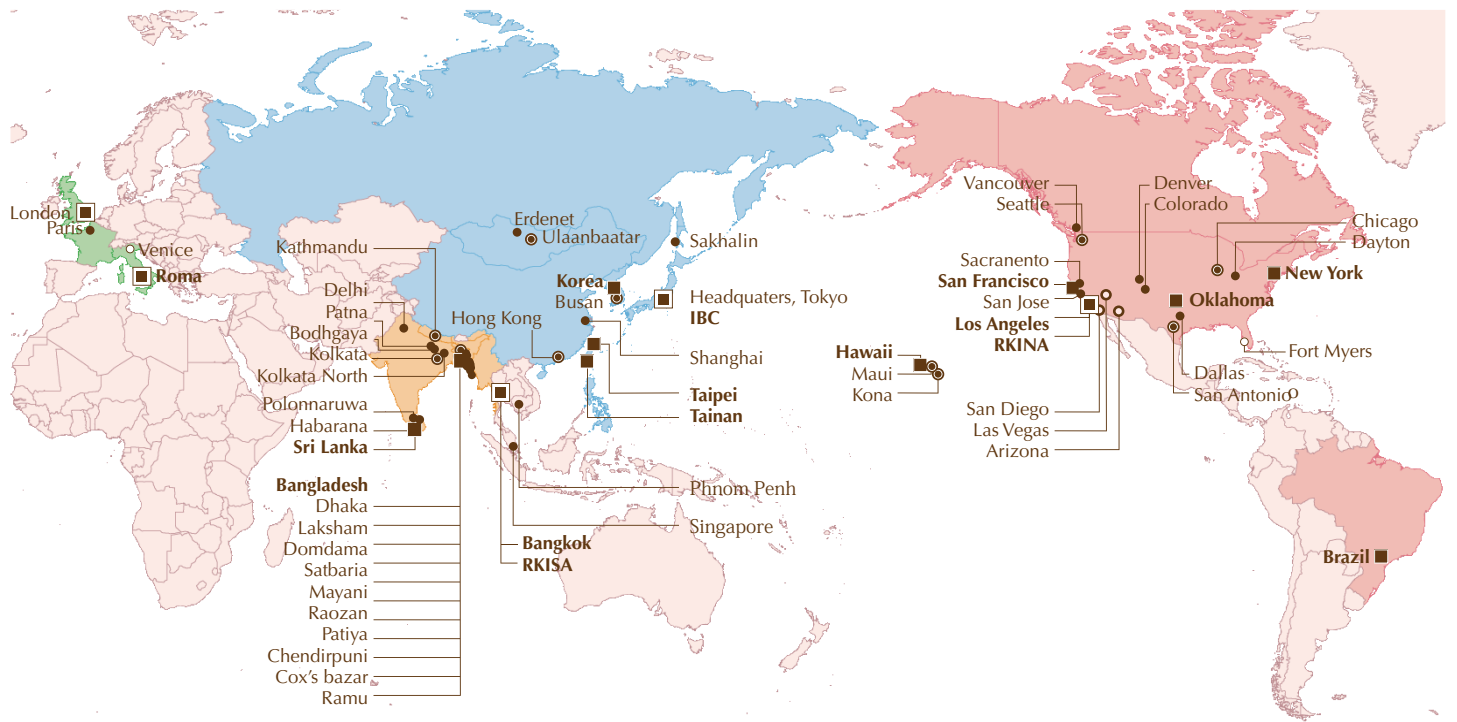 London
Paris
Venice
Roma
Kathmandu
Delhi
Patna
Bodhgaya
Kolkata
Kolkata North
Polonnaruwa
Habarana
Sri Lanka
Bangladesh
Dhaka
Laksham
Domdama
Satbaria
Mayani
Raozan
Patiya
Chendirpuni
Cox's bazar
Ramu
Erdenet
Ulaanbaatar
Sakhalin
Korea
Busan
Headquaters, Tokyo
IBC
Hong Kong
Shanghai
Taipei
Tainan
Phnom Penh
Singapore
Bangkok
RKISA
Hawaii
Maui
Kona
Vancouver
Seattle
Sacranento
San Francisco
San Jose
Los Angeles
RKINA
San Diego
Las Vegas
Arizona
Denver
Colorado
Chicago
Dayton
New York
Oklahoma
Fort Myers
Dallas
San Antonio
Brazil